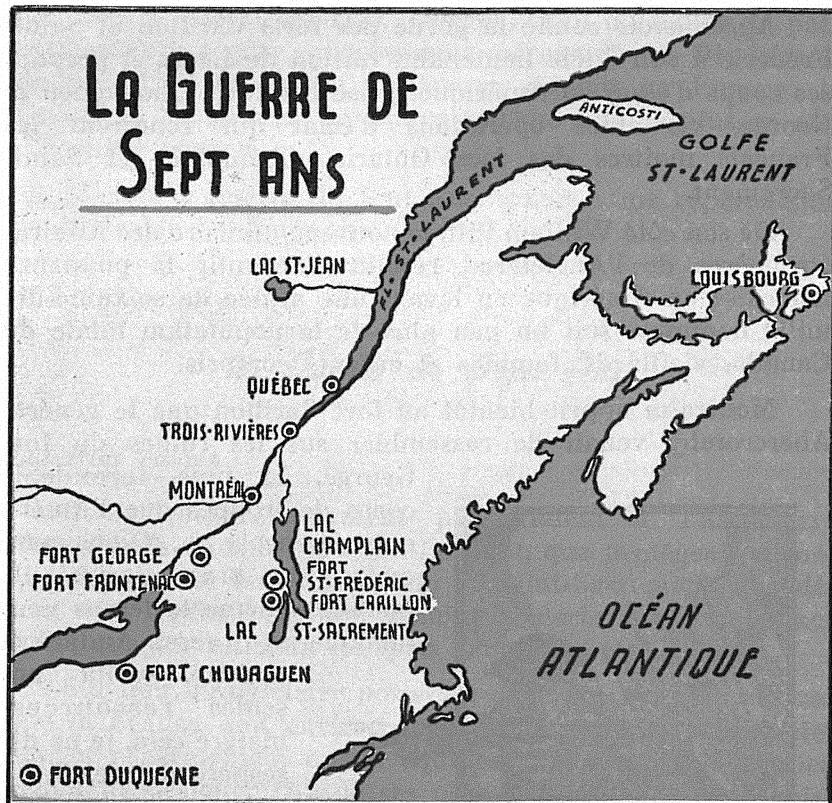 LA GUERRE DE
SEPT ANS
ANTICOSTI
GOLFE
ST-LAURENT
FL. ST-LAURENT
LAC ST-JEAN
LOUISBOURG
QUÉBEC
TROIS-RIVIÈRES
MONTRÉAL
LAC
CHAMPLAIN
FORT GEORGE
FORT FRONTENAC
FORT
ST-FRÉDÉRIC
FORT CARILLON
LAC ST-SACREMENT
OCÉAN
ATLANTIQUE
FORT CHOUAGUEN
FORT DUQUESNE